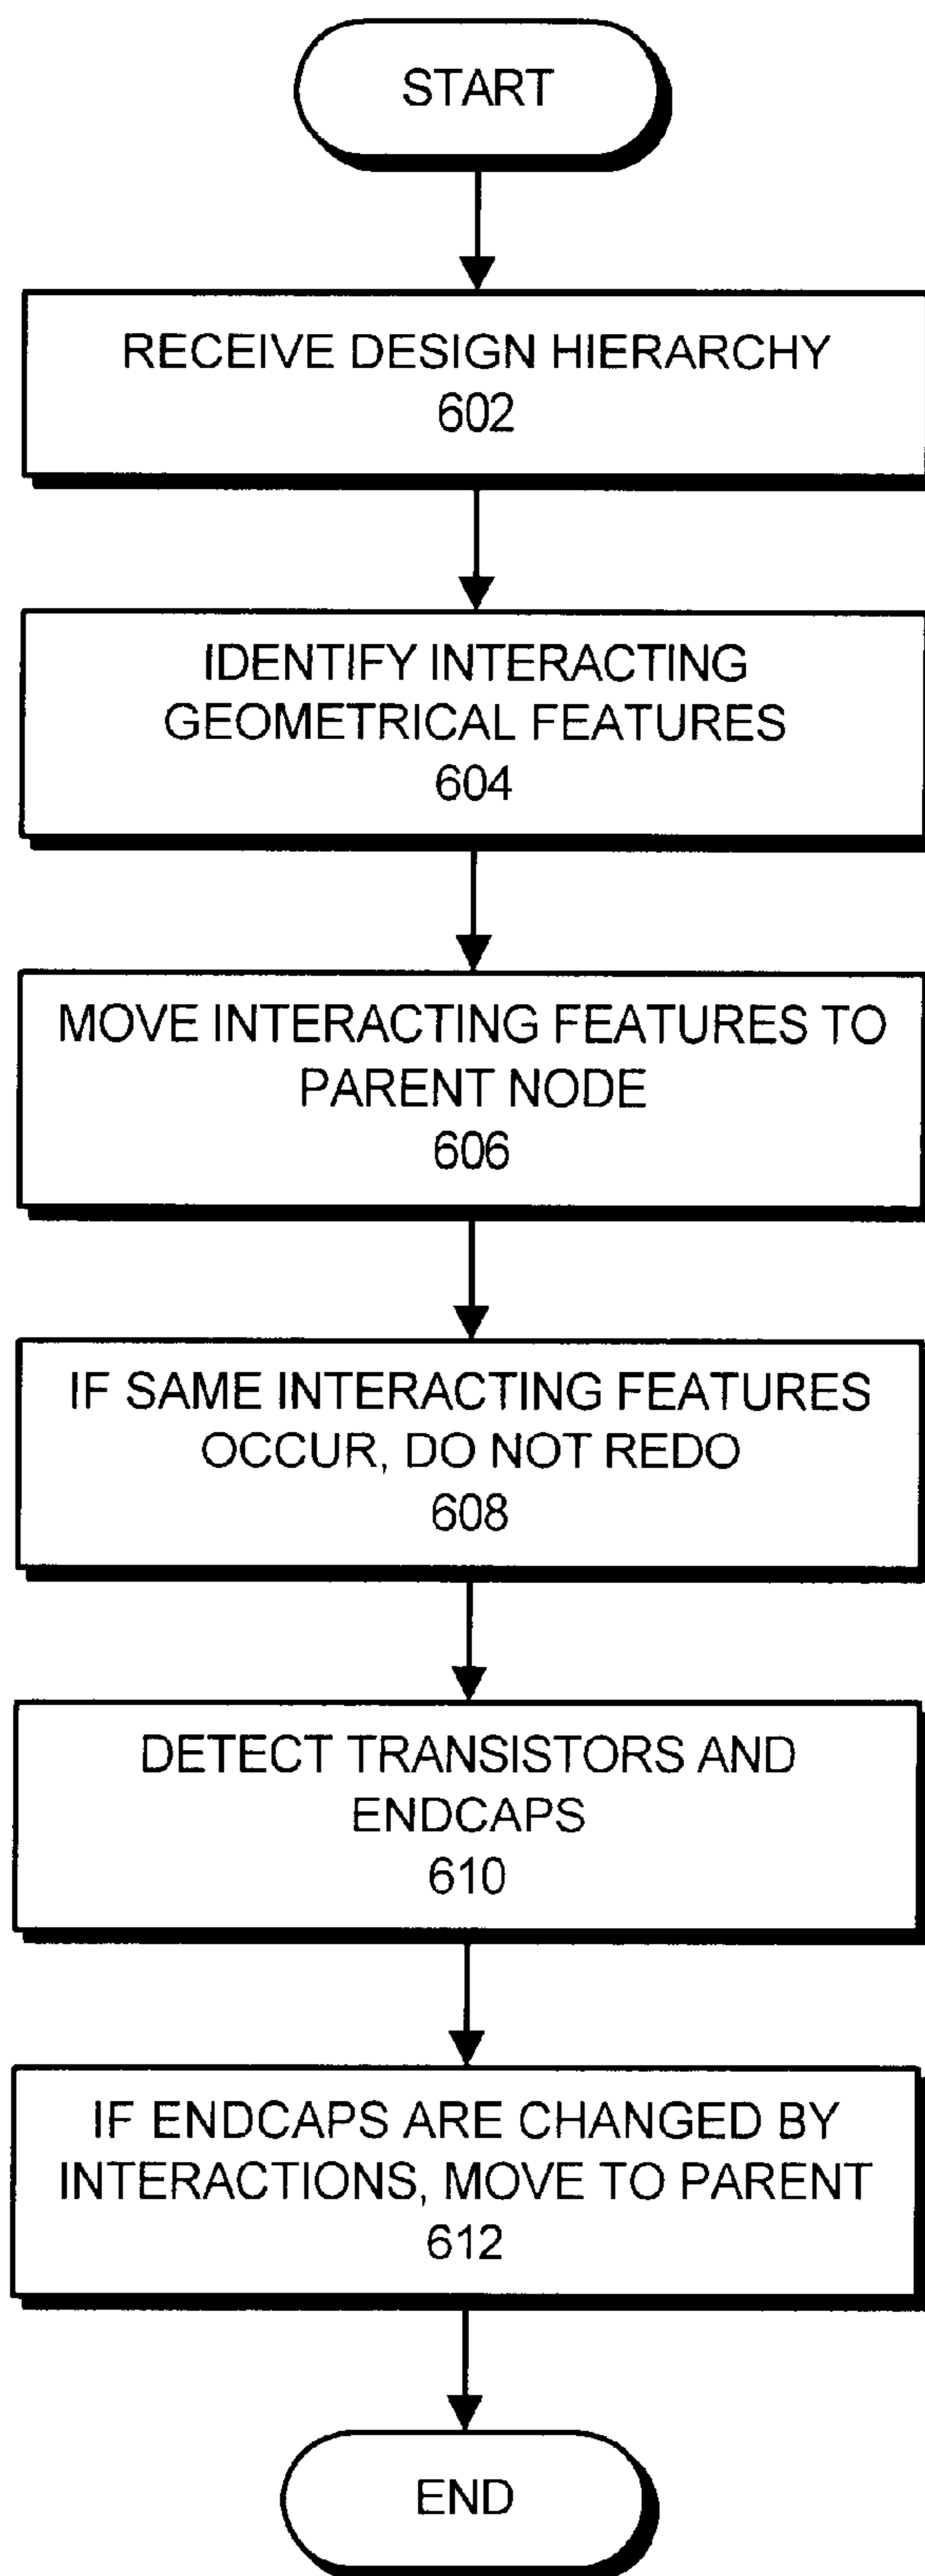 START
RECEIVE DESIGN HIERARCHY
602
IDENTIFY INTERACTING
GEOMETRICAL FEATURES
604
MOVE INTERACTING FEATURES TO
PARENT NODE
606
IF SAME INTERACTING FEATURES
OCCUR, DO NOT REDO
608
DETECT TRANSISTORS AND
ENDCAPS
610
IF ENDCAPS ARE CHANGED BY
INTERACTIONS, MOVE TO PARENT
612
END